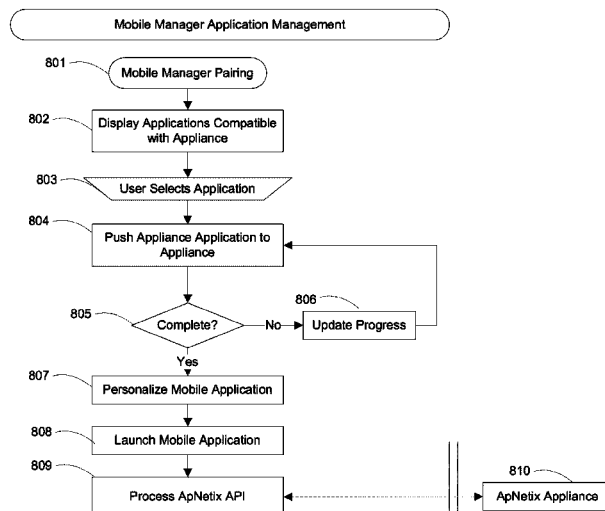 Mobile Manager Application Management
801
Mobile Manager Pairing
802
Display Applications Compatible
with Appliance
803
User Selects Application
804
Push Appliance Application to
Appliance
805
Complete?
No
806
Update Progress
Yes
807
Personalize Mobile Application
808
Launch Mobile Application
809
Process ApNetix API
810
ApNetix Appliance